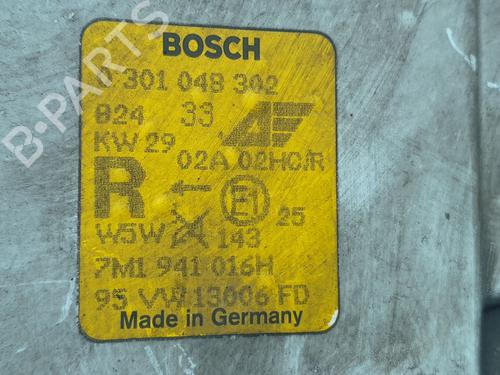 BOSCH
301 048 302
824 33
KW 29
02A 02HC/R
R E1 25
W5W 143
7M1 941 016H
95 VW 13006 FD
Made in Germany
B-PARTS